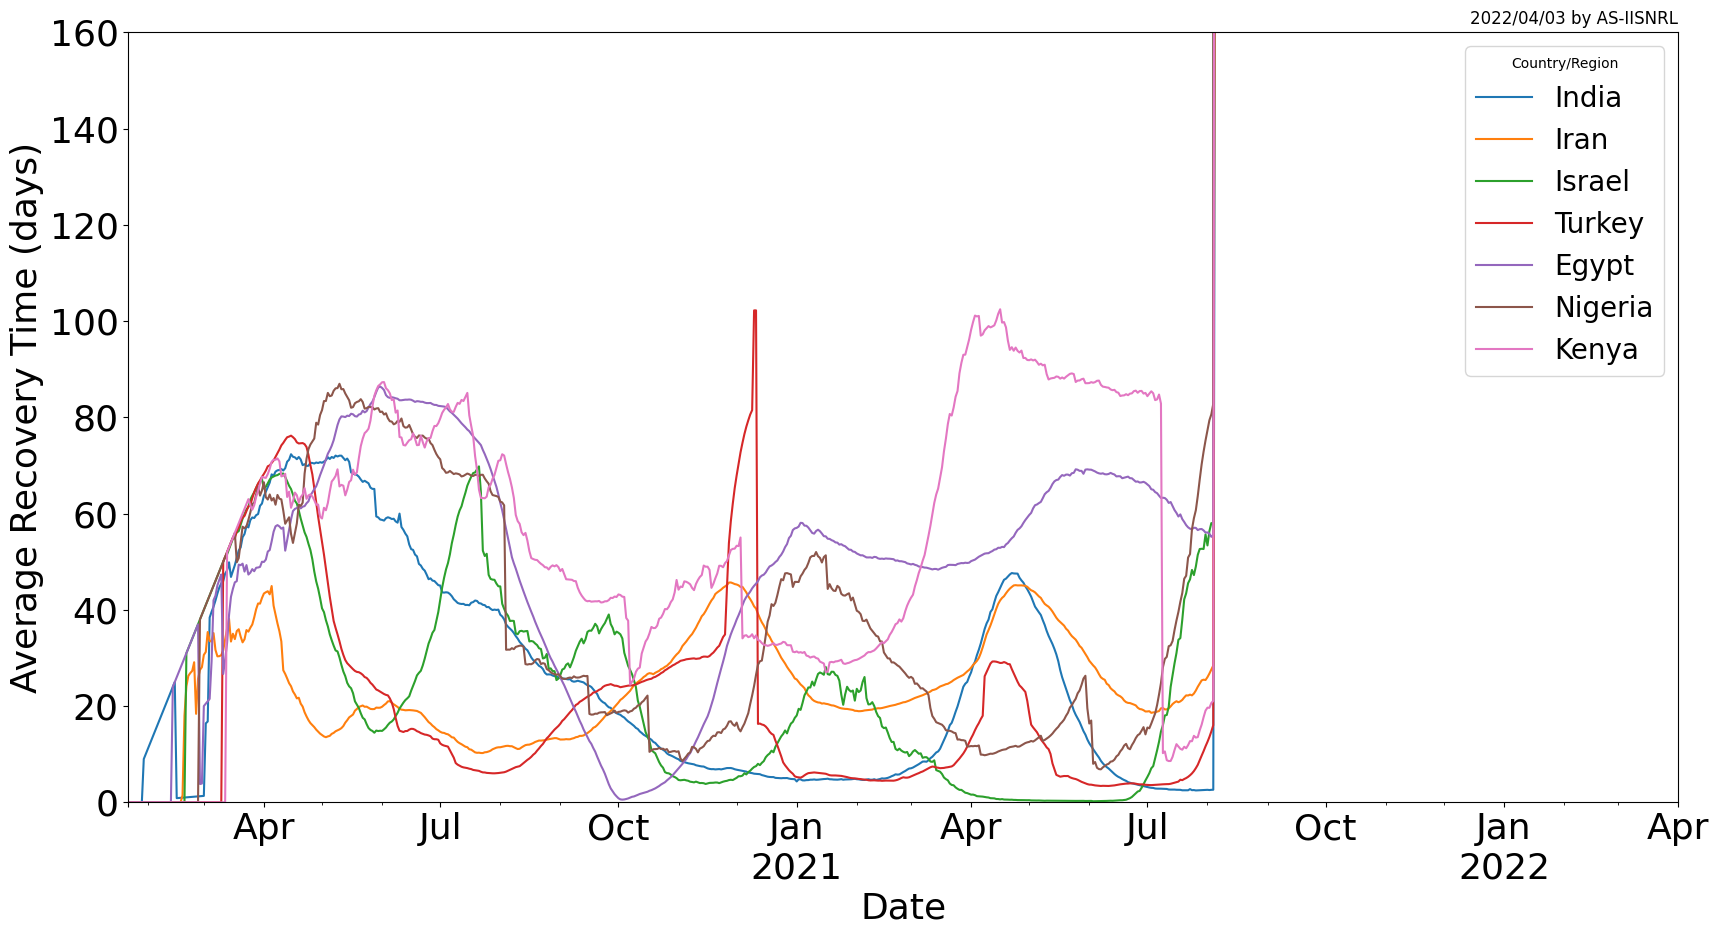 2022/04/03 by AS-IISNRL
Average Recovery Time (days)
160
140
120
100
80
60
40
20
0
Country/Region
India
Iran
Israel
Turkey
Egypt
Nigeria
Kenya
Apr
Jul
Oct
Jan
2021
Apr
Jul
Oct
Jan
2022
Apr
Date